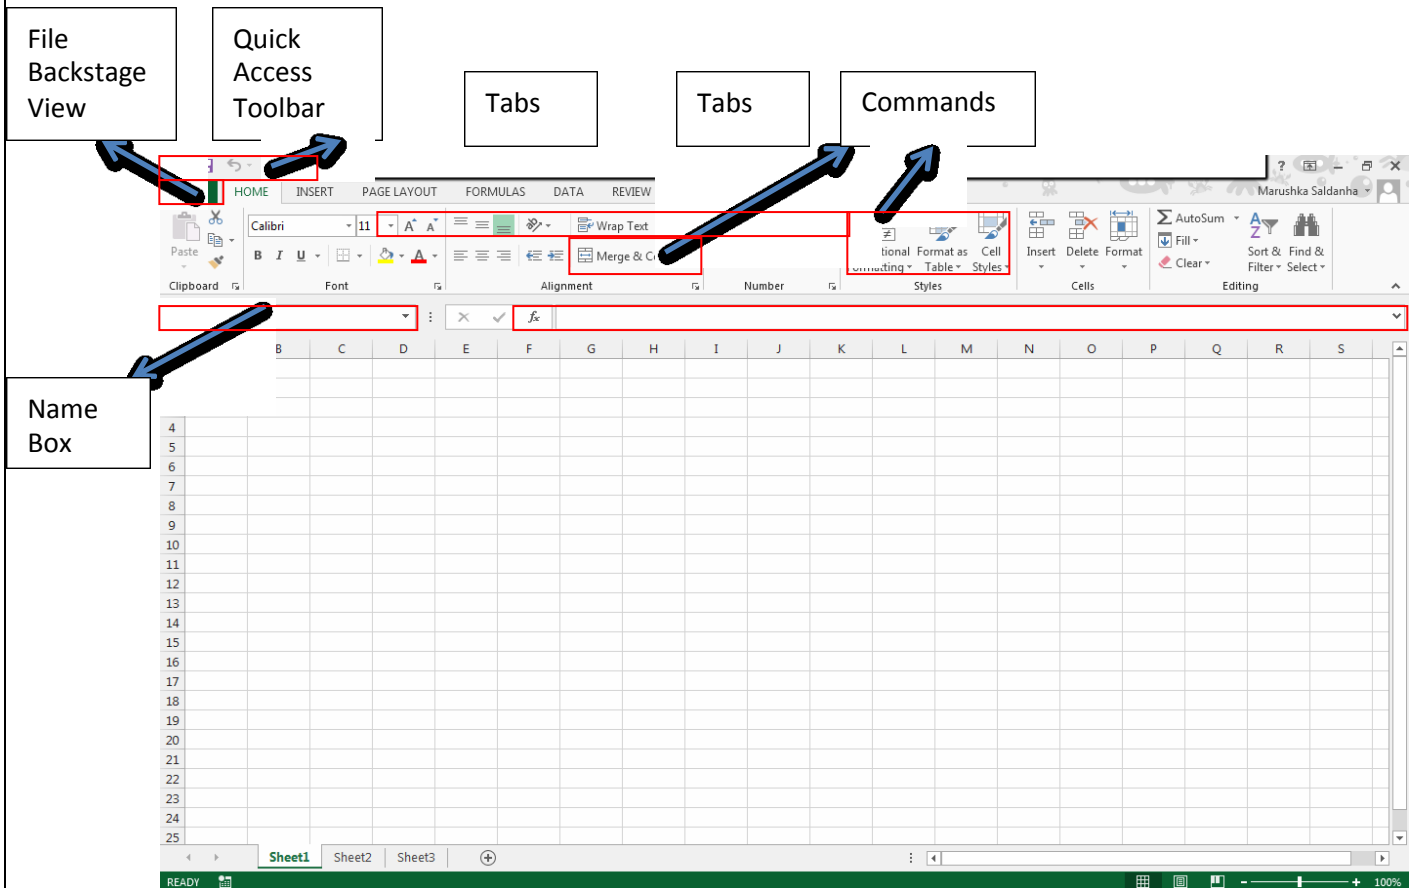 File
Backstage
View
Quick
Access
Toolbar
Tabs
Tabs
Commands
?
HOME INSERT PAGE LAYOUT FORMULAS DATA REVIEW
Marushka Saldanha
Calibri 11 A A Wrap Text
AutoSum
Fill
Clear
Paste
B I U A
Merge & C
tional Format as Cell
Formatting Table Styles
Insert Delete Format
Sort & Find &
Filter Select
Clipboard Font Alignment Number Styles Cells Editing
fx
B C D E F G H I J K L M N O P Q R S
Name
Box
4
5
6
7
8
9
10
11
12
13
14
15
16
17
18
19
20
21
22
23
24
25
Sheet1 Sheet2 Sheet3
READY 100%